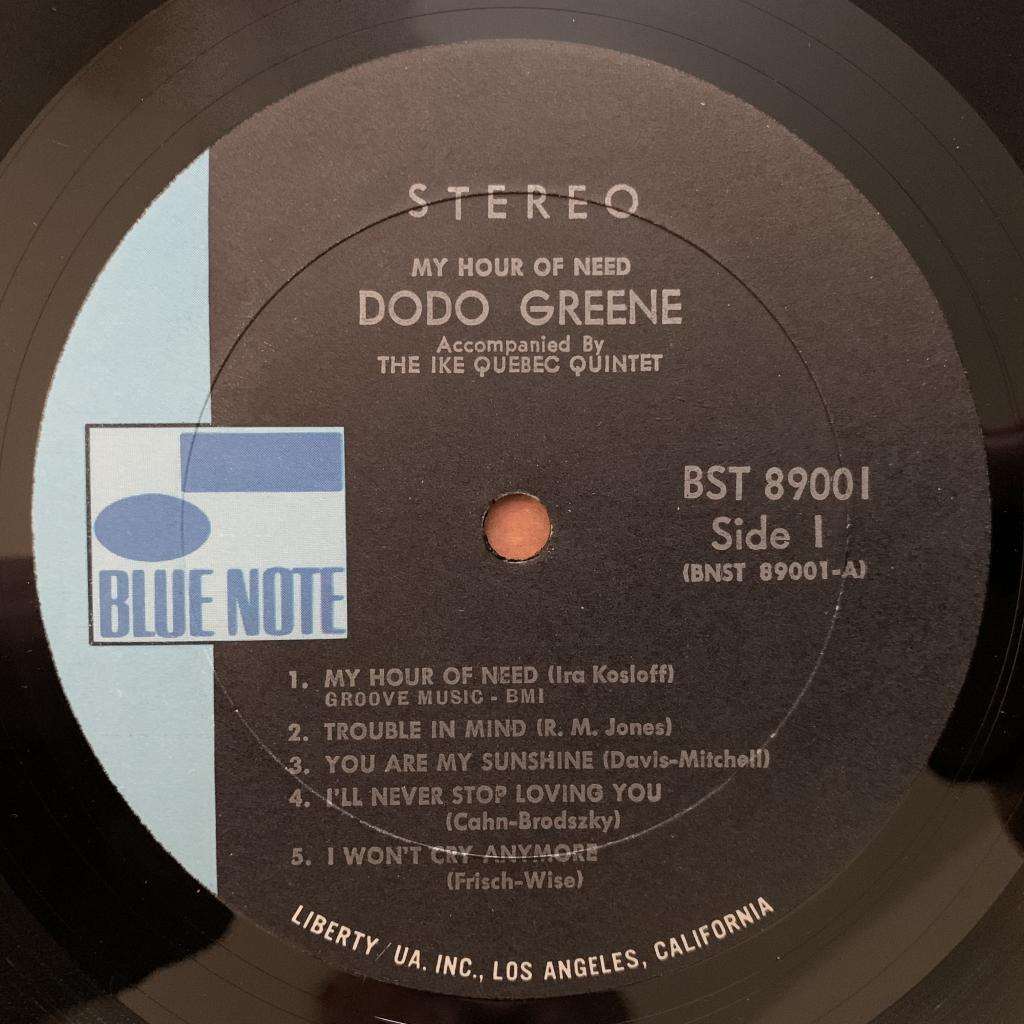 STEREO
MY HOUR OF NEED
DODO GREENE
Accompanied By
THE IKE QUEBEC QUINTET
BST 89001
Side 1
(BNST 89001-A)
BLUE NOTE
1. MY HOUR OF NEED (Ira Kosloff)
GROOVE MUSIC - BMI
2. TROUBLE IN MIND (R. M. Jones)
3. YOU ARE MY SUNSHINE (Davis-Mitchell)
4. I'LL NEVER STOP LOVING YOU
(Cahn-Brodszky)
5. I WON'T CRY ANYMORE
(Frisch-Wise)
LIBERTY/UA. INC., LOS ANGELES, CALIFORNIA